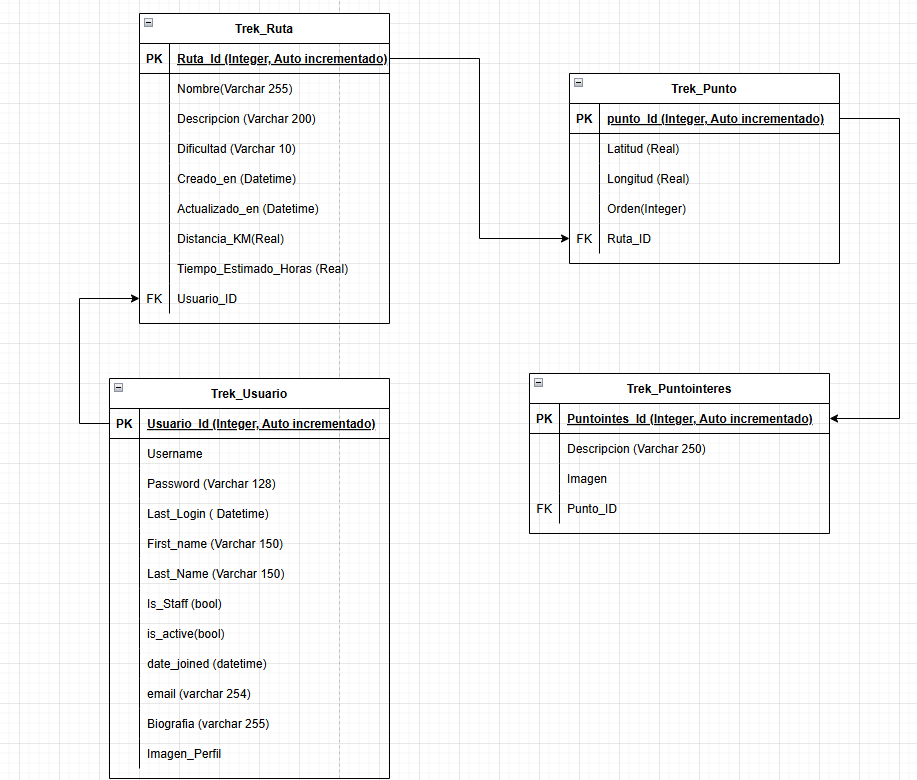 Trek_Ruta
PK Ruta_Id (Integer, Auto incrementado)
Nombre(Varchar 255)
Descripcion (Varchar 200)
Dificultad (Varchar 10)
Creado_en (Datetime)
Actualizado_en (Datetime)
Distancia_KM(Real)
Tiempo_Estimado_Horas (Real)
FK Usuario_ID
Trek_Punto
PK punto_Id (Integer, Auto incrementado)
Latitud (Real)
Longitud (Real)
Orden(Integer)
FK Ruta_ID
Trek_Usuario
PK Usuario_Id (Integer, Auto incrementado)
Username
Password (Varchar 128)
Last_Login ( Datetime)
First_name (Varchar 150)
Last_Name (Varchar 150)
Is_Staff (bool)
is_active(bool)
date_joined (datetime)
email (varchar 254)
Biografia (varchar 255)
Imagen_Perfil
Trek_Puntointeres
PK Puntointes_Id (Integer, Auto incrementado)
Descripcion (Varchar 250)
Imagen
FK Punto_ID